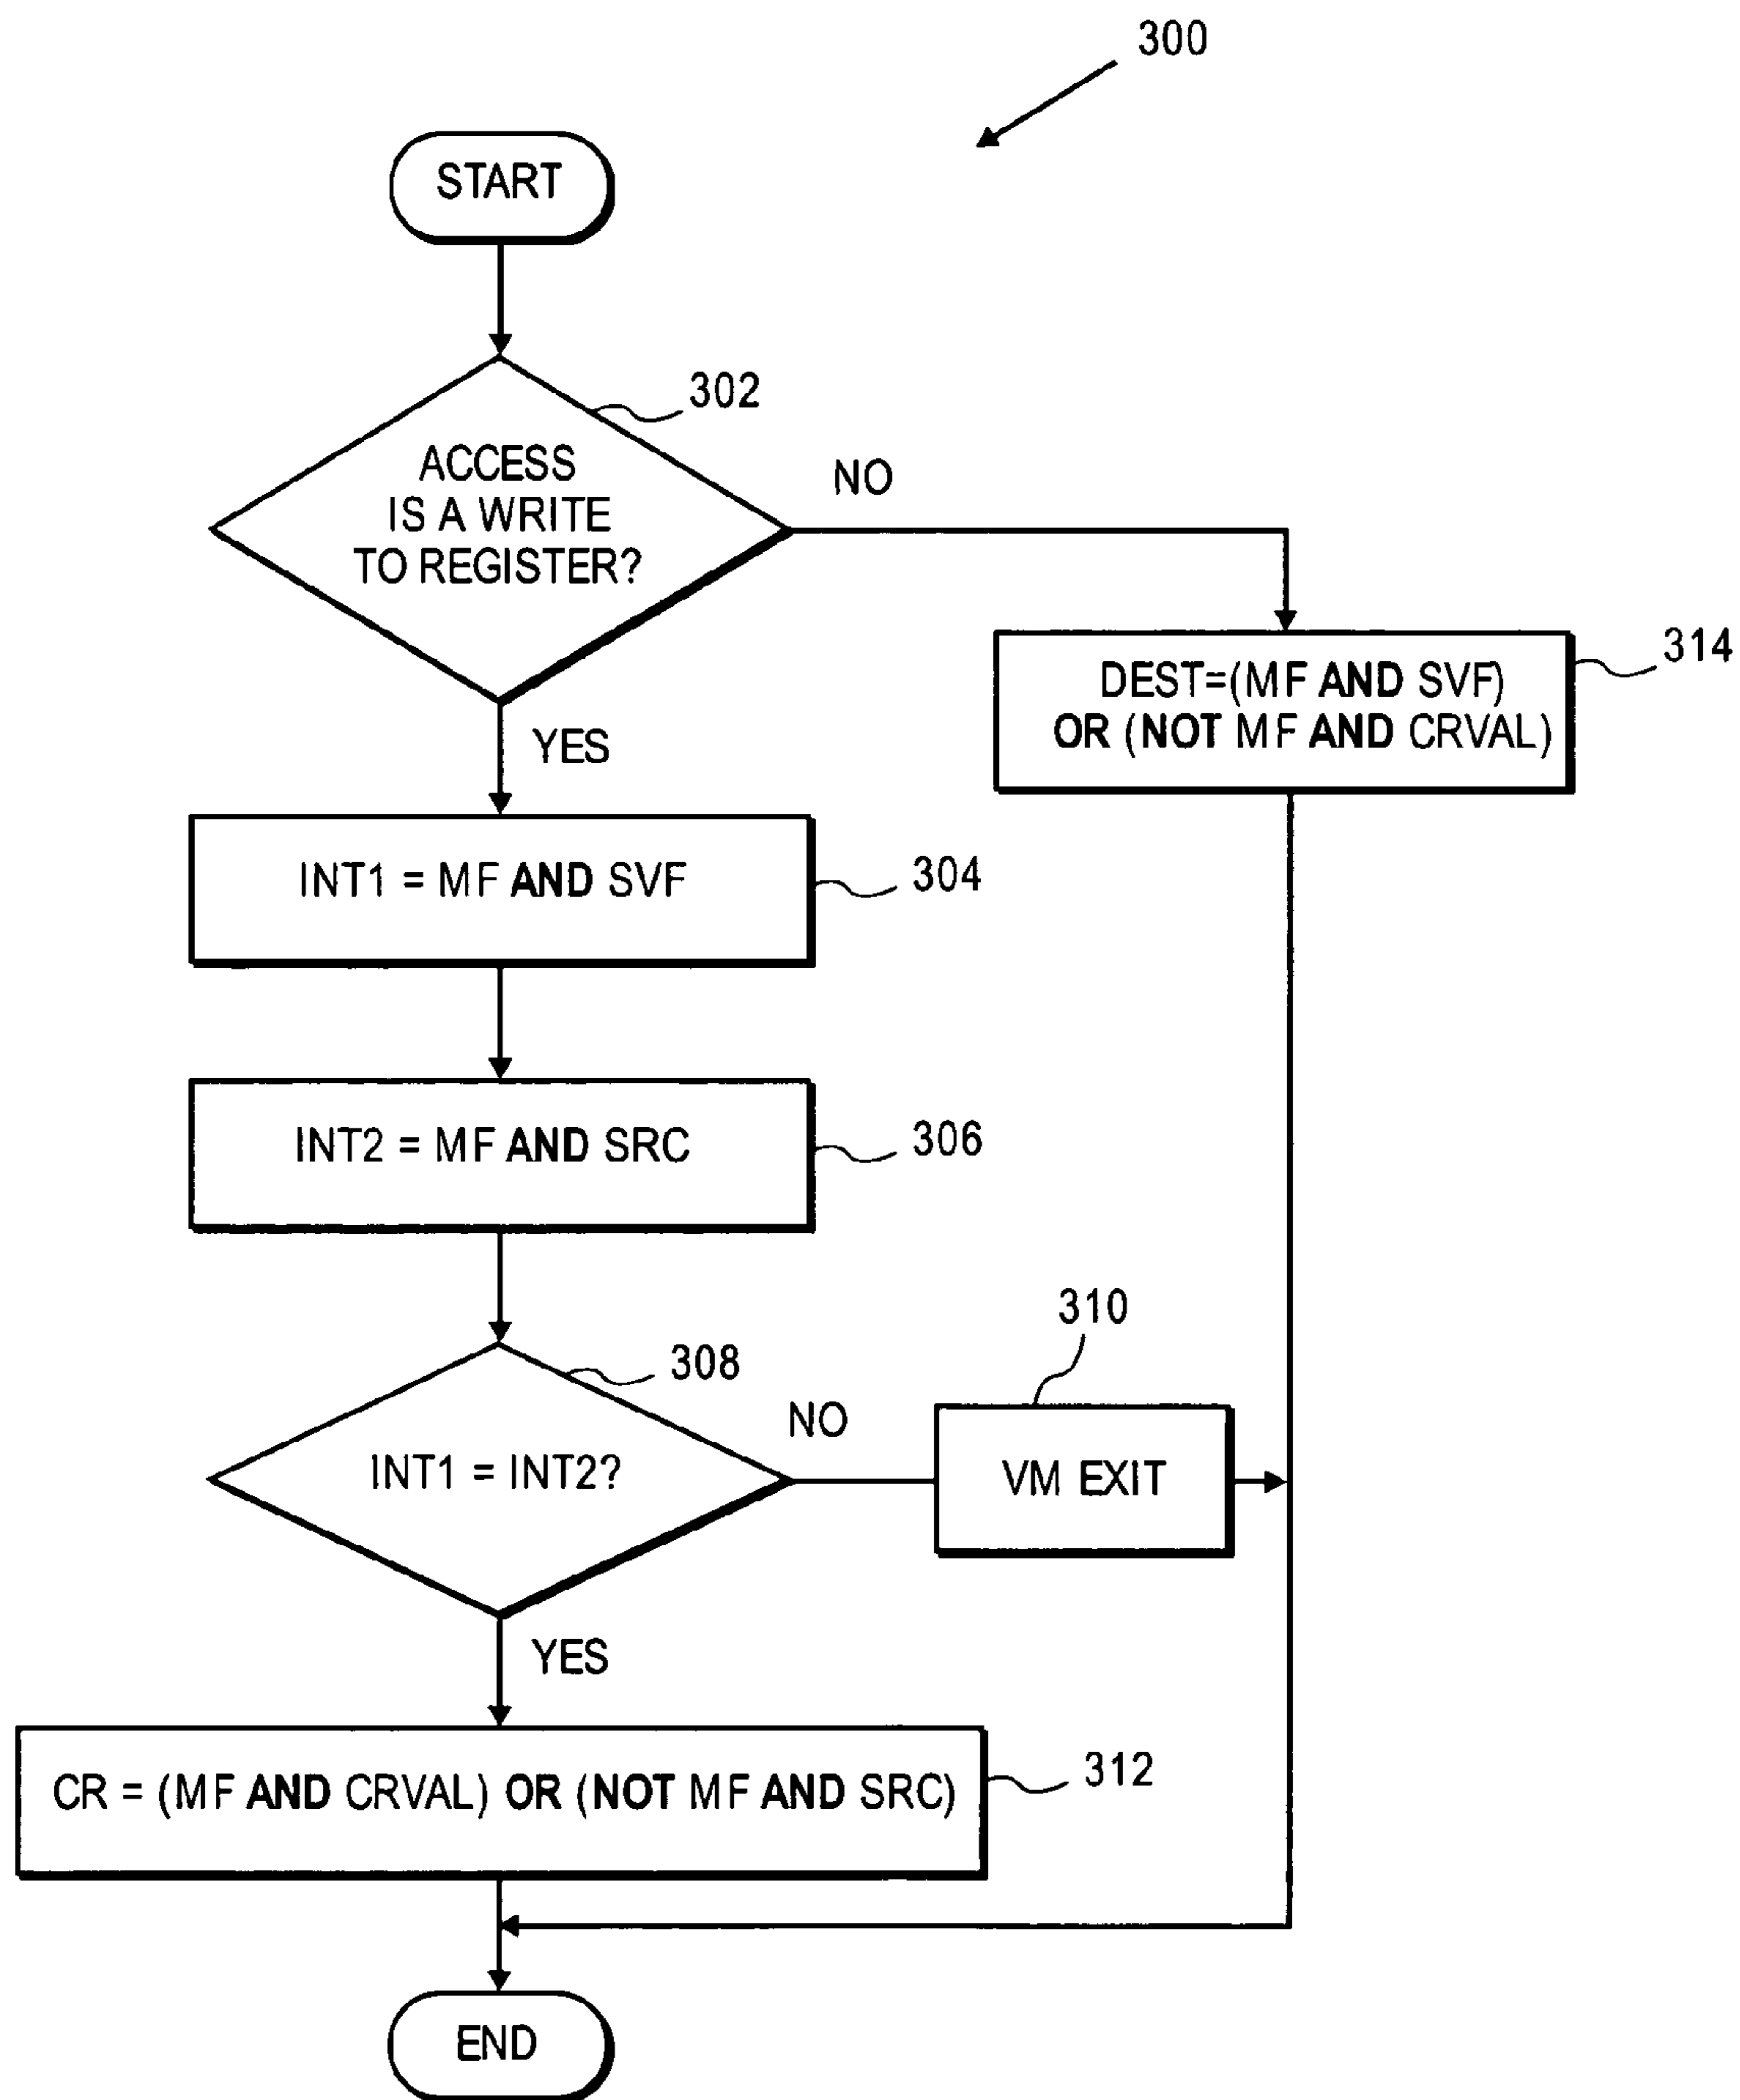 300
START
302
ACCESS
IS A WRITE
TO REGISTER?
NO
YES
314
DEST=(MF AND SVF)
OR (NOT MF AND CRVAL)
INT1 = MF AND SVF
304
INT2 = MF AND SRC
306
308
INT1 = INT2?
NO
310
VM EXIT
YES
CR = (MF AND CRVAL) OR (NOT MF AND SRC)
312
END